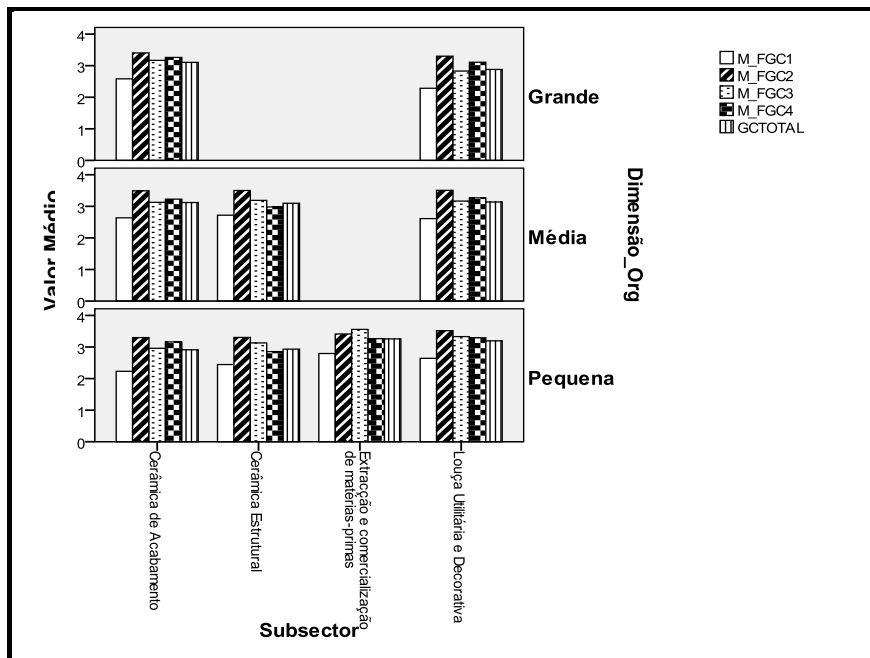 4
3
2
1
0
Grande
M_FGC1
M_FGC2
M_FGC3
M_FGC4
GCTOTAL
Valor Médio
4
3
2
1
0
Média
Dimensão_Org
4
3
2
1
0
Pequena
Cerâmica de Acabamento
Cerâmica Estrutural
Extracção e comercialização
de matérias-primas
Louça Utilitária e Decorativa
Subsector